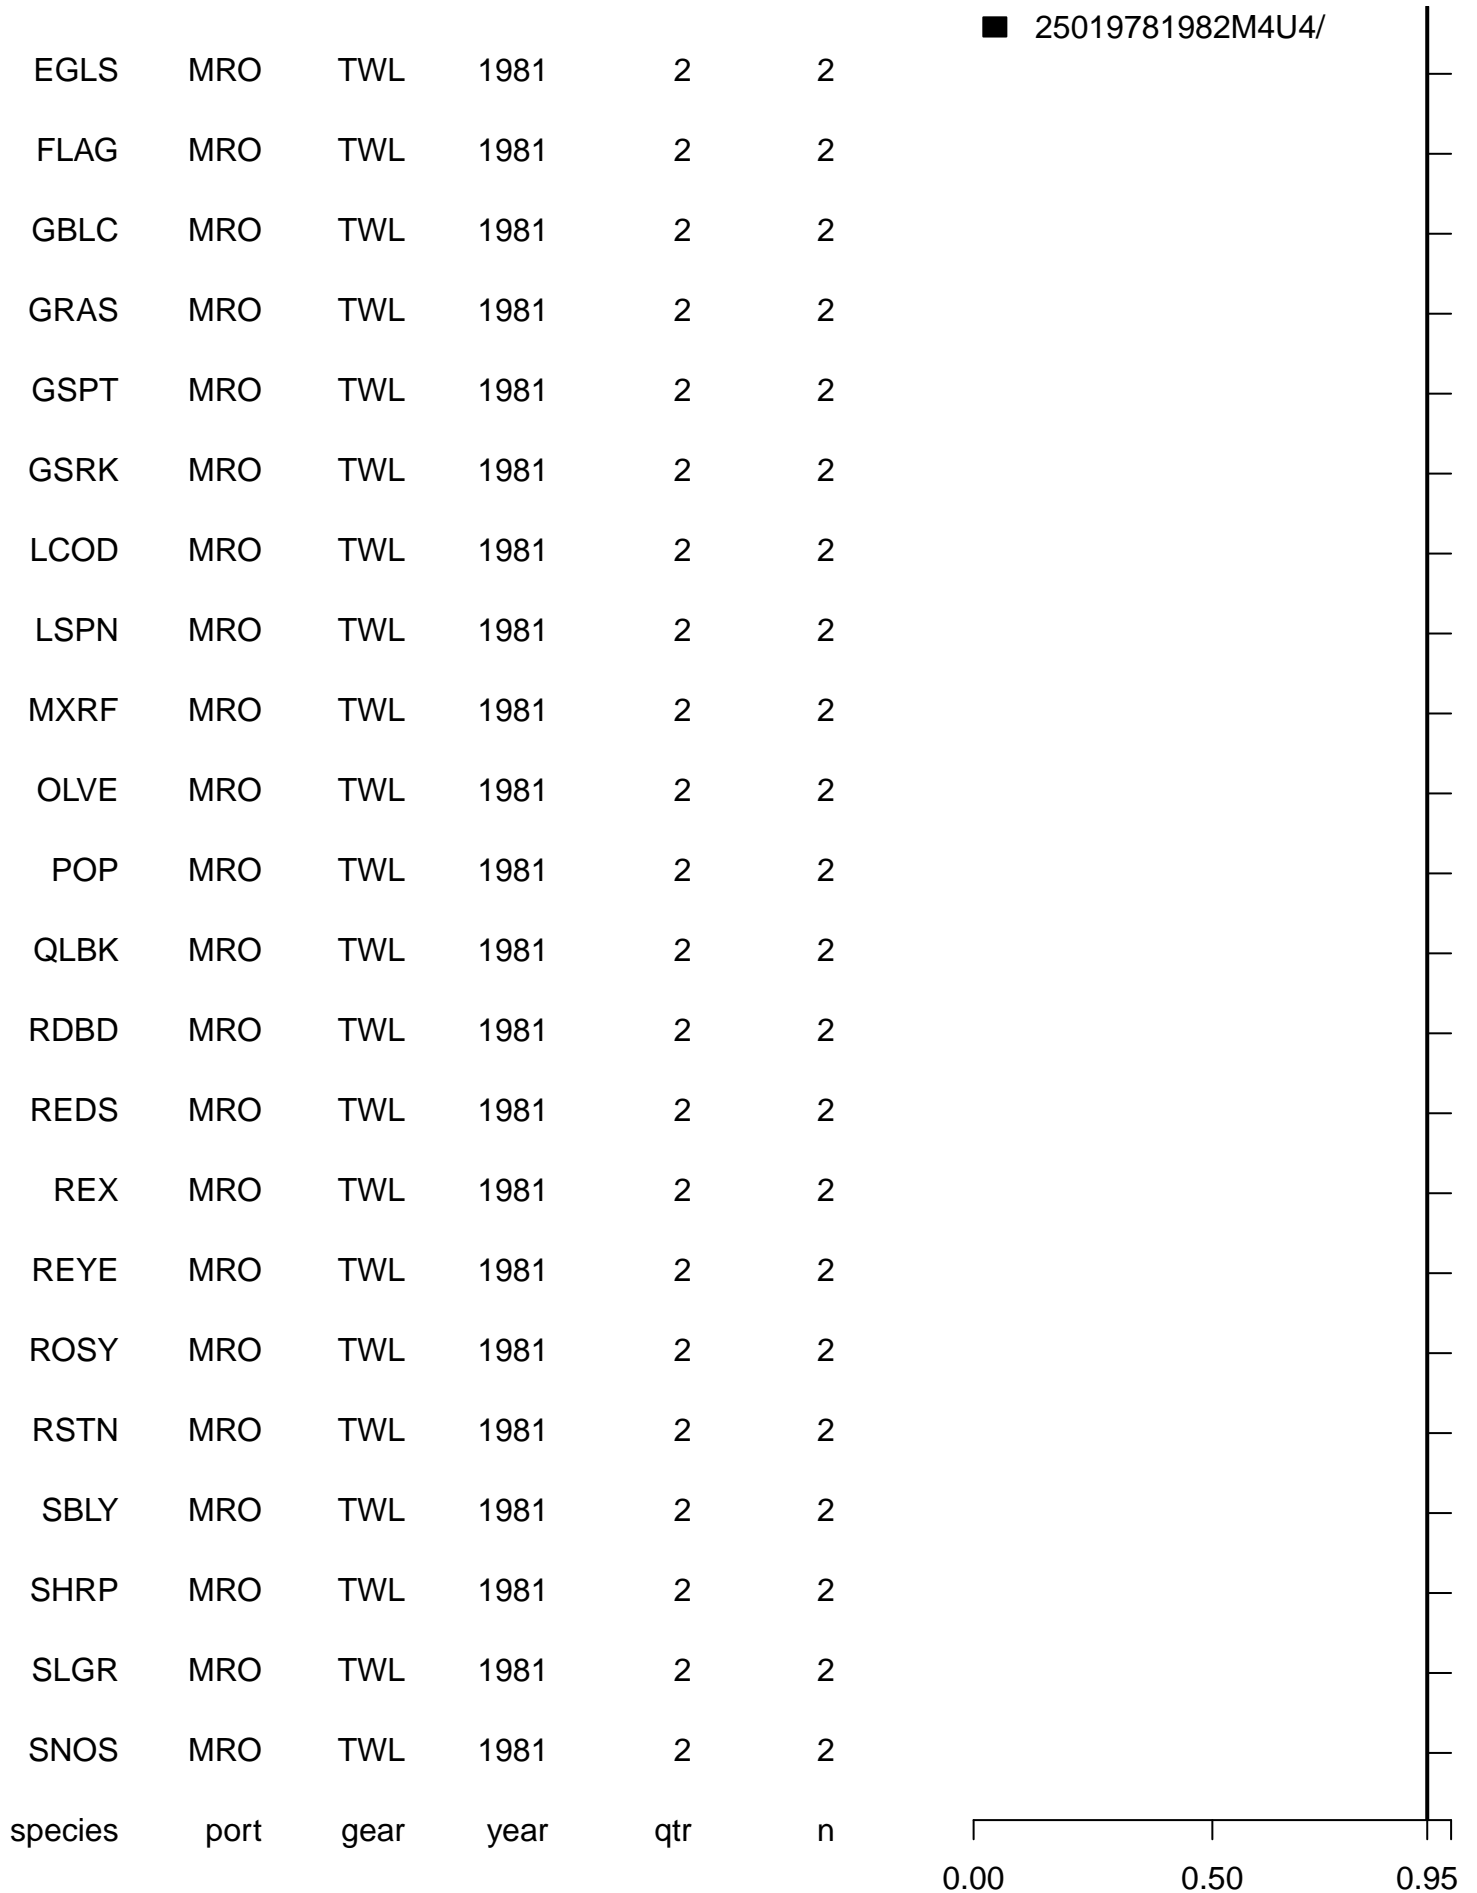 25019781982M4U4/
EGLS MRO TWL 1981 2 2
FLAG MRO TWL 1981 2 2
GBLC MRO TWL 1981 2 2
GRAS MRO TWL 1981 2 2
GSPT MRO TWL 1981 2 2
GSRK MRO TWL 1981 2 2
LCOD MRO TWL 1981 2 2
LSPN MRO TWL 1981 2 2
MXRF MRO TWL 1981 2 2
OLVE MRO TWL 1981 2 2
POP MRO TWL 1981 2 2
QLBK MRO TWL 1981 2 2
RDBD MRO TWL 1981 2 2
REDS MRO TWL 1981 2 2
REX MRO TWL 1981 2 2
REYE MRO TWL 1981 2 2
ROSY MRO TWL 1981 2 2
RSTN MRO TWL 1981 2 2
SBLY MRO TWL 1981 2 2
SHRP MRO TWL 1981 2 2
SLGR MRO TWL 1981 2 2
SNOS MRO TWL 1981 2 2
species port gear year qtr n
0.00 0.50 0.95